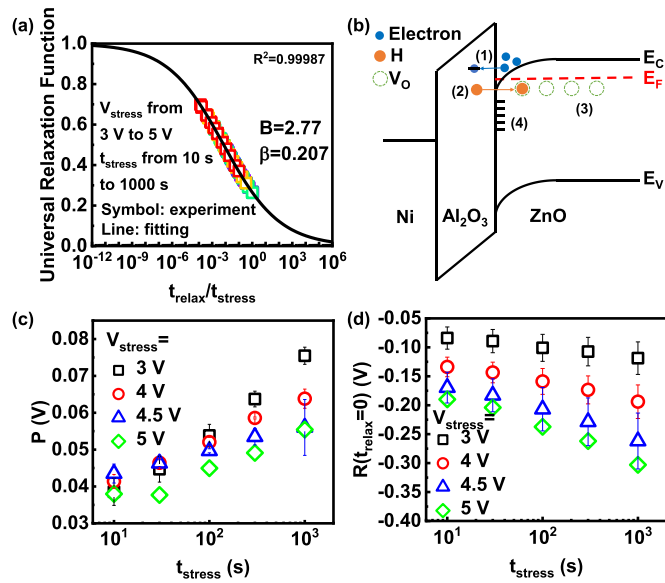 (a)
Universal Relaxation Function
1.0
0.8
0.6
0.4
0.2
0.0
R²=0.99987
V_stress from
3 V to 5 V
t_stress from 10 s
to 1000 s
Symbol: experiment
Line: fitting
B=2.77
β=0.207
10⁻¹² 10⁻⁹ 10⁻⁶ 10⁻³ 10⁰ 10³ 10⁶
t_relax/t_stress
(b)
Electron
H
V_O
(1)
(2)
(3)
(4)
E_C
E_F
E_V
Ni
Al₂O₃
ZnO
(c)
P (V)
0.08
0.07
0.06
0.05
0.04
0.03
V_stress=
3 V
4 V
4.5 V
5 V
10¹ 10² 10³
t_stress (s)
(d)
R(t_relax=0) (V)
-0.05
-0.10
-0.15
-0.20
-0.25
-0.30
-0.35
-0.40
V_stress=
3 V
4 V
4.5 V
5 V
10¹ 10² 10³
t_stress (s)